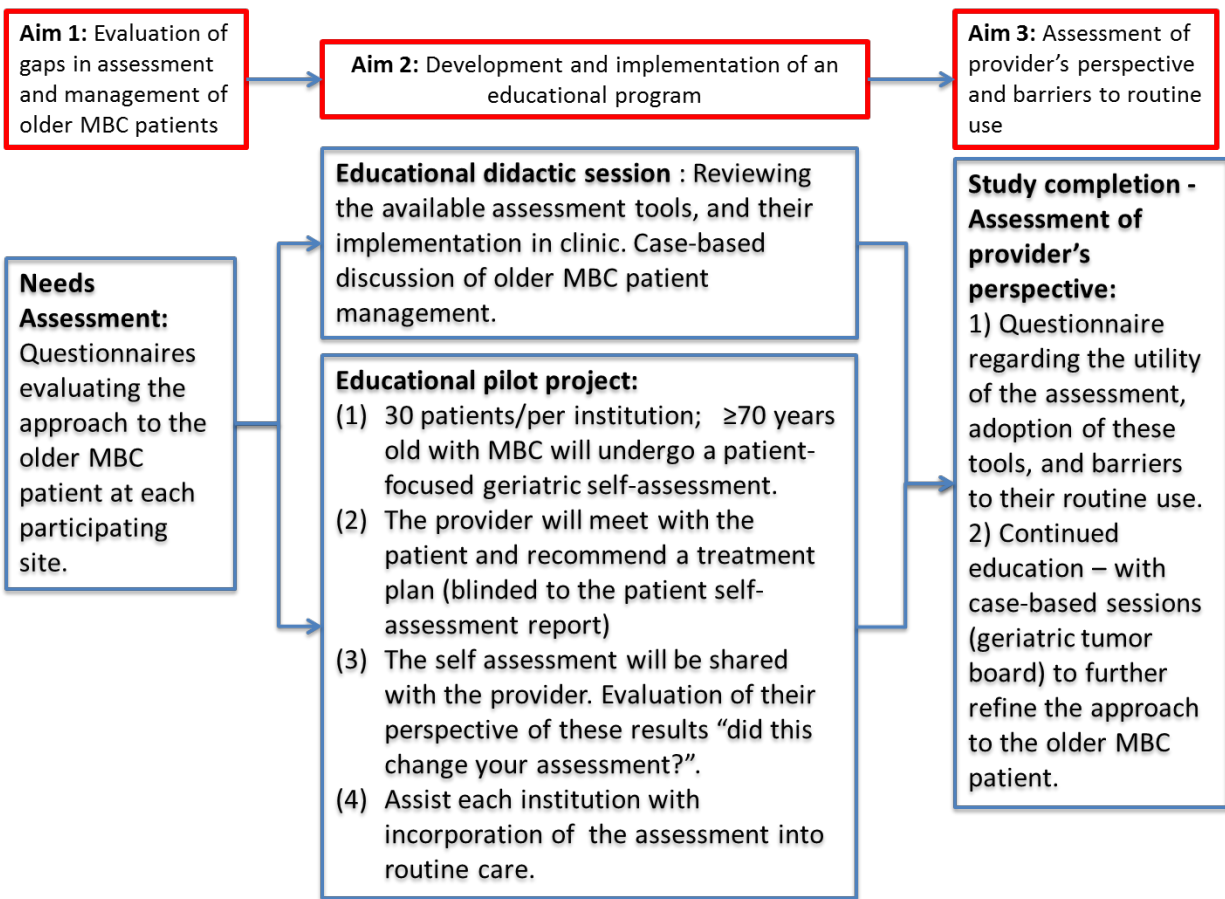 Aim 1: Evaluation of
gaps in assessment
and management of
older MBC patients
Aim 2: Development and implementation of an
educational program
Aim 3: Assessment of
provider's perspective
and barriers to routine
use
Needs
Assessment:
Questionnaires
evaluating the
approach to the
older MBC
patient at each
participating
site.
Educational didactic session : Reviewing
the available assessment tools, and their
implementation in clinic. Case-based
discussion of older MBC patient
management.
Educational pilot project:
(1) 30 patients/per institution; ≥70 years
old with MBC will undergo a patient-
focused geriatric self-assessment.
(2) The provider will meet with the
patient and recommend a treatment
plan (blinded to the patient self-
assessment report)
(3) The self assessment will be shared
with the provider. Evaluation of their
perspective of these results “did this
change your assessment?”.
(4) Assist each institution with
incorporation of the assessment into
routine care.
Study completion -
Assessment of
provider's
perspective:
1) Questionnaire
regarding the utility
of the assessment,
adoption of these
tools, and barriers
to their routine use.
2) Continued
education – with
case-based sessions
(geriatric tumor
board) to further
refine the approach
to the older MBC
patient.